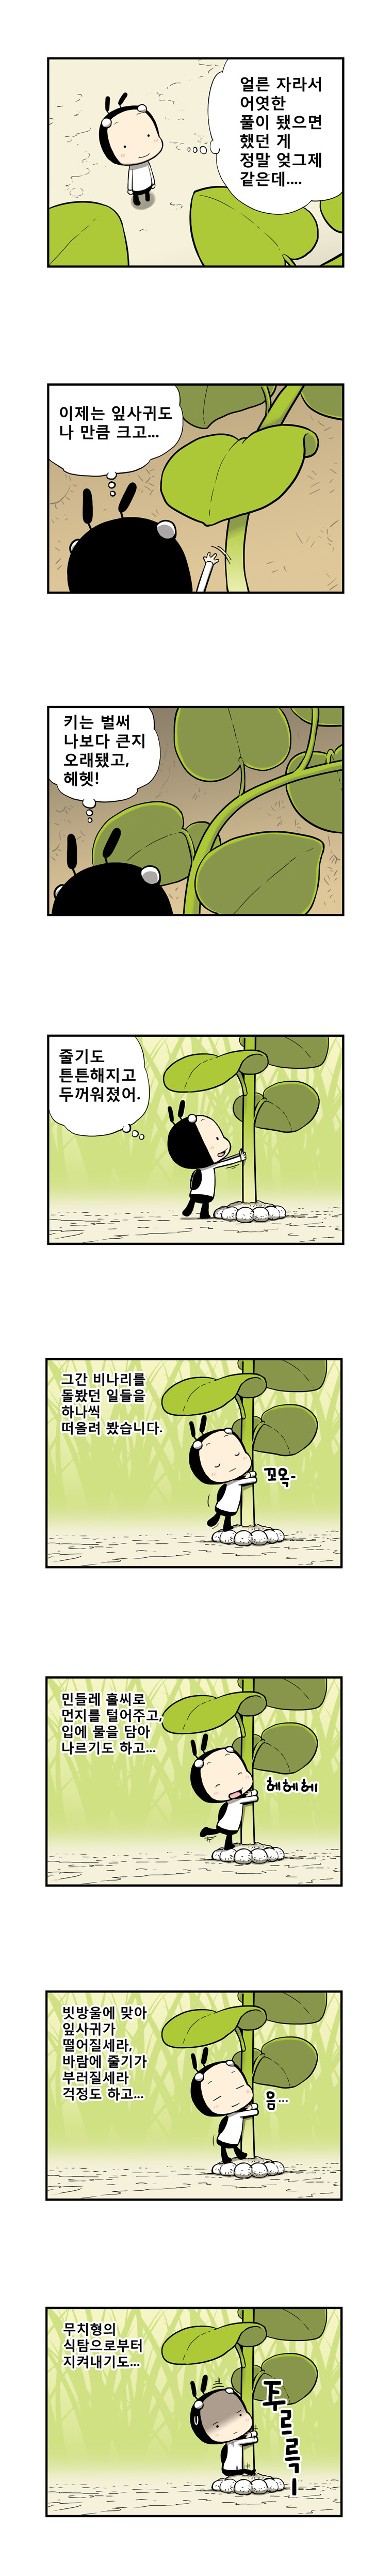 얼른 자라서
어엿한
풀이 됐으면
했던 게
정말 엊그제
같은데....
이제는 잎사귀도
나 만큼 크고...
키는 벌써
나보다 큰지
오래됐고,
헤헷!
줄기도
튼튼해지고
두꺼워졌어.
그간 비나리를
돌봤던 일들을
하나씩
떠올려 봤습니다.
꼬옥-
민들레 홀씨로
먼지를 털어주고,
입에 물을 담아
나르기도 하고...
헤헤헤
빗방울에 맞아
잎사귀가
떨어질세라,
바람에 줄기가
부러질세라
걱정도 하고...
음...
무치형의
식탐으로부터
지켜내기도...
주르륵-